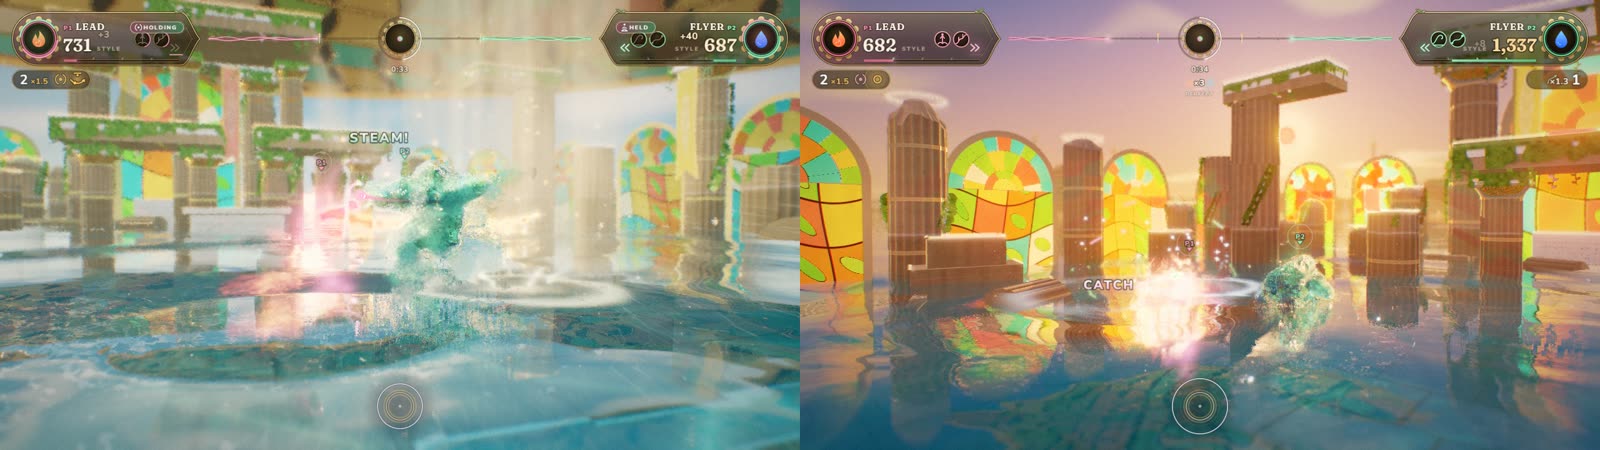 P1 LEAD
+3
HOLDING
731 STYLE
2 ×1.5
0:33
HELD
FLYER P2
+40
STYLE 687
STEAM!
P1
P2
P1 LEAD
682 STYLE
2 ×1.5
0:34
×3
PERFECT
FLYER P2
+8
STYLE 1,337
×1.3 1
CATCH
P1
P2